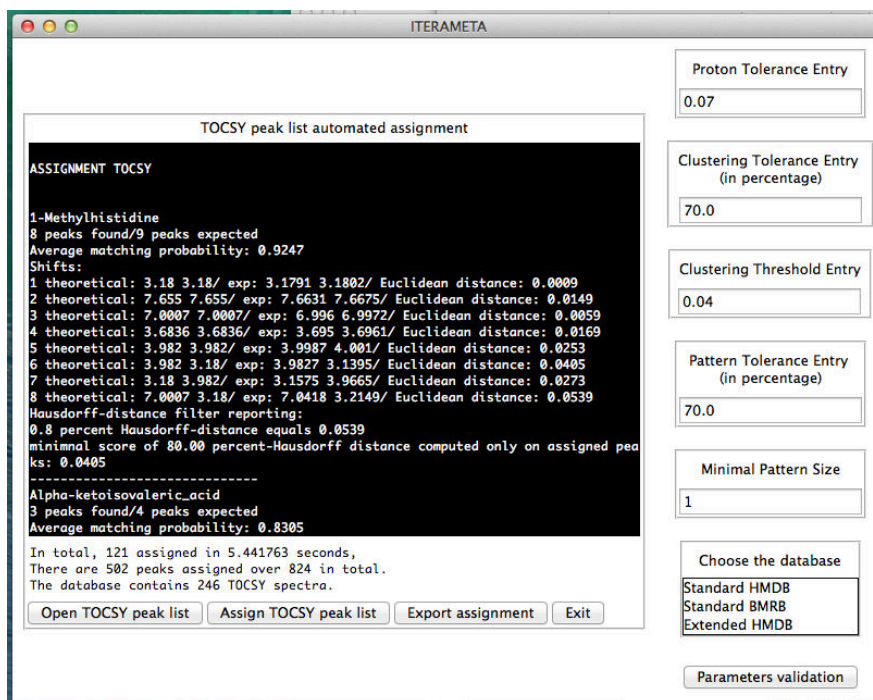 ITERAMETA
TOCSY peak list automated assignment
ASSIGNMENT TOCSY
1-Methylhistidine
8 peaks found/9 peaks expected
Average matching probability: 0.9247
Shifts:
1 theoretical: 3.18 3.18/ exp: 3.1791 3.1802/ Euclidean distance: 0.0009
2 theoretical: 7.655 7.655/ exp: 7.6631 7.6675/ Euclidean distance: 0.0149
3 theoretical: 7.0007 7.0007/ exp: 6.996 6.9972/ Euclidean distance: 0.0059
4 theoretical: 3.6836 3.6836/ exp: 3.695 3.6961/ Euclidean distance: 0.0169
5 theoretical: 3.982 3.982/ exp: 3.9987 4.001/ Euclidean distance: 0.0253
6 theoretical: 3.982 3.18/ exp: 3.9827 3.1395/ Euclidean distance: 0.0405
7 theoretical: 3.18 3.982/ exp: 3.1575 3.9665/ Euclidean distance: 0.0273
8 theoretical: 7.0007 3.18/ exp: 7.0418 3.2149/ Euclidean distance: 0.0539
Hausdorff-distance filter reporting:
0.8 percent Hausdorff-distance equals 0.0539
minimnal score of 80.00 percent-Hausdorff distance computed only on assigned pea
ks: 0.0405
-----------------------------
Alpha-ketoisovaleric_acid
3 peaks found/4 peaks expected
Average matching probability: 0.8305
In total, 121 assigned in 5.441763 seconds,
There are 502 peaks assigned over 824 in total.
The database contains 246 TOCSY spectra.
Open TOCSY peak list
Assign TOCSY peak list
Export assignment
Exit
Proton Tolerance Entry
0.07
Clustering Tolerance Entry
(in percentage)
70.0
Clustering Threshold Entry
0.04
Pattern Tolerance Entry
(in percentage)
70.0
Minimal Pattern Size
1
Choose the database
Standard HMDB
Standard BMRB
Extended HMDB
Parameters validation